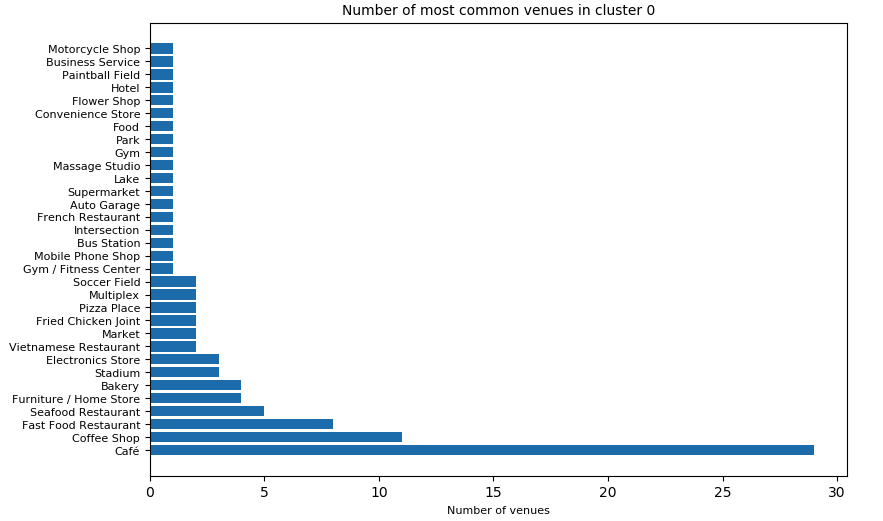 Number of most common venues in cluster 0
Motorcycle Shop
Business Service
Paintball Field
Hotel
Flower Shop
Convenience Store
Food
Park
Gym
Massage Studio
Lake
Supermarket
Auto Garage
French Restaurant
Intersection
Bus Station
Mobile Phone Shop
Gym / Fitness Center
Soccer Field
Multiplex
Pizza Place
Fried Chicken Joint
Market
Vietnamese Restaurant
Electronics Store
Stadium
Bakery
Furniture / Home Store
Seafood Restaurant
Fast Food Restaurant
Coffee Shop
Café
0 5 10 15 20 25 30
Number of venues